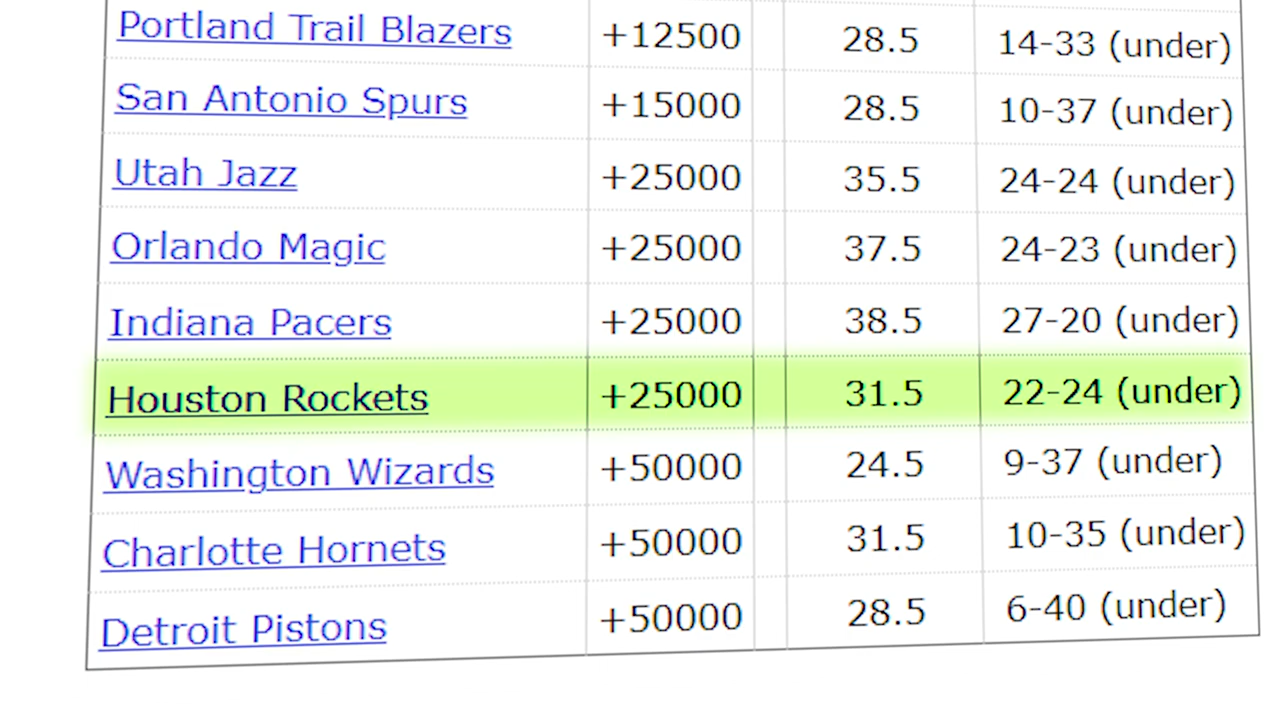 Portland Trail Blazers +12500 28.5 14-33 (under)
San Antonio Spurs +15000 28.5 10-37 (under)
Utah Jazz +25000 35.5 24-24 (under)
Orlando Magic +25000 37.5 24-23 (under)
Indiana Pacers +25000 38.5 27-20 (under)
Houston Rockets +25000 31.5 22-24 (under)
Washington Wizards +50000 24.5 9-37 (under)
Charlotte Hornets +50000 31.5 10-35 (under)
Detroit Pistons +50000 28.5 6-40 (under)